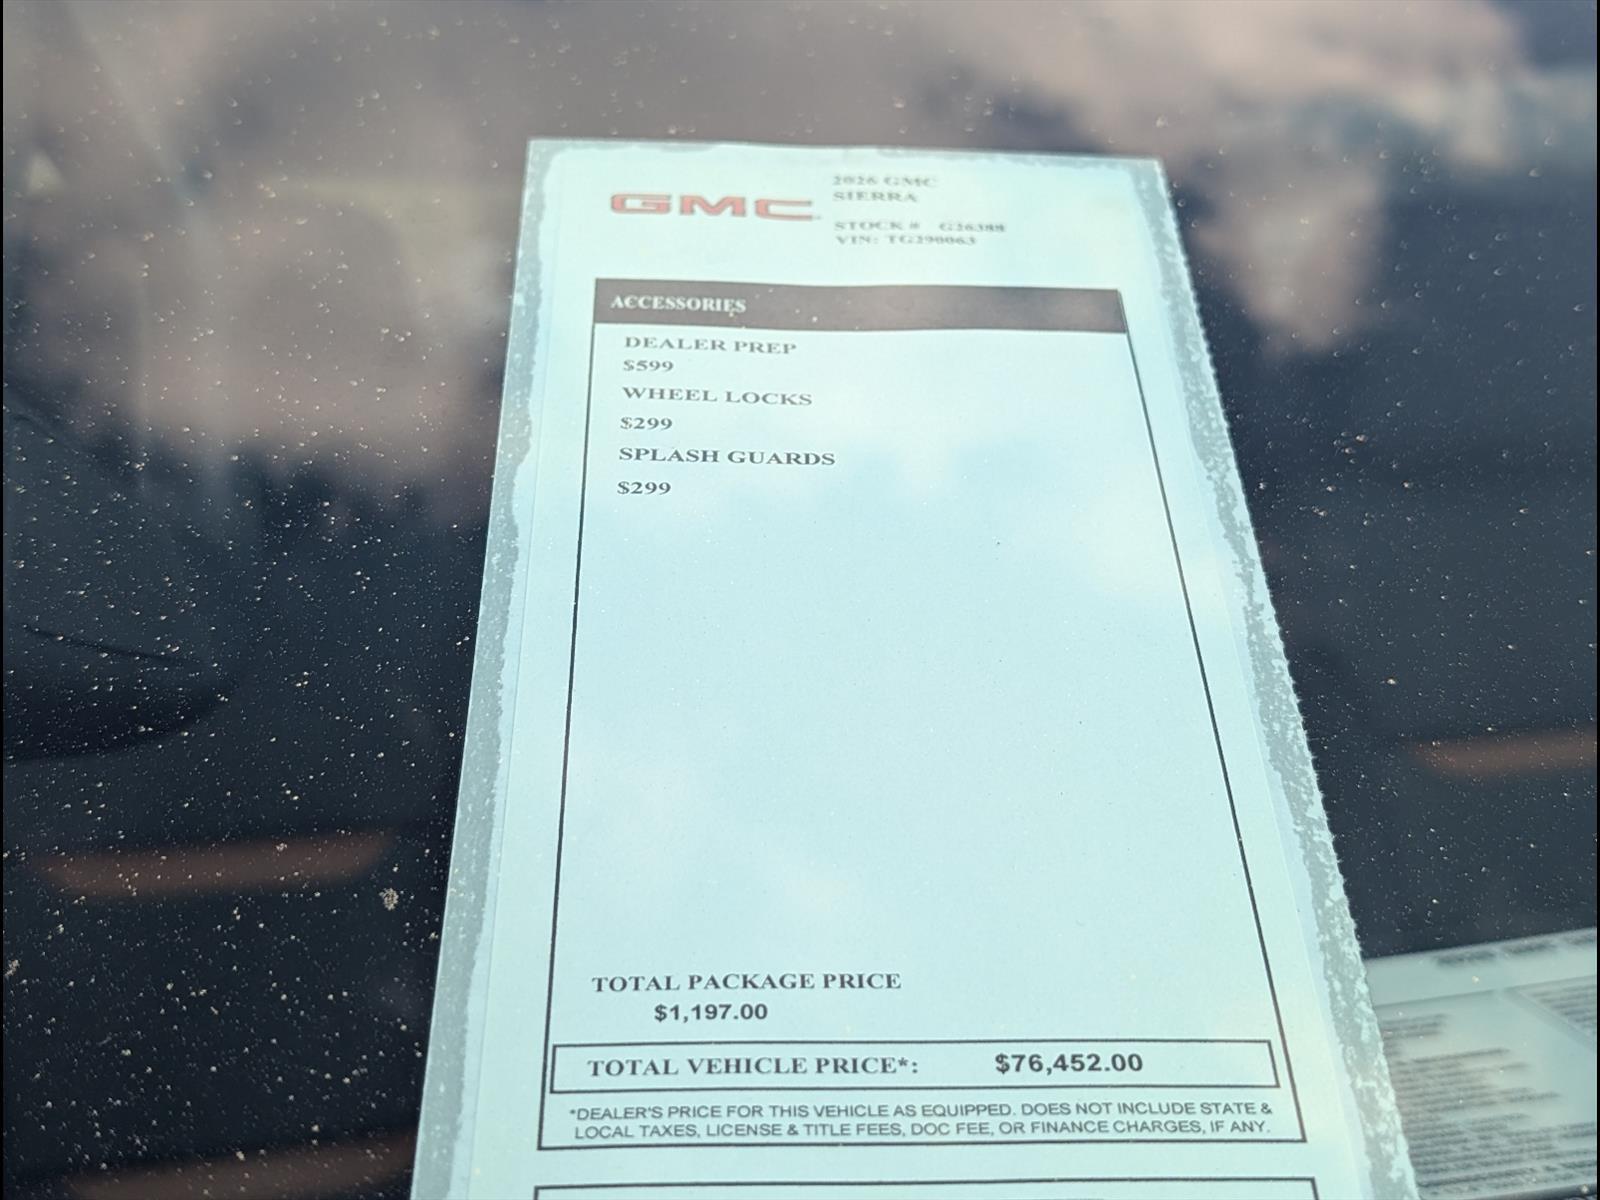 GMC
2026 GMC
SIERRA
STOCK # G26388
VIN: TG290063
ACCESSORIES
DEALER PREP
$599
WHEEL LOCKS
$299
SPLASH GUARDS
$299
TOTAL PACKAGE PRICE
$1,197.00
TOTAL VEHICLE PRICE*: $76,452.00
*DEALER'S PRICE FOR THIS VEHICLE AS EQUIPPED. DOES NOT INCLUDE STATE &
LOCAL TAXES, LICENSE & TITLE FEES, DOC FEE, OR FINANCE CHARGES, IF ANY.